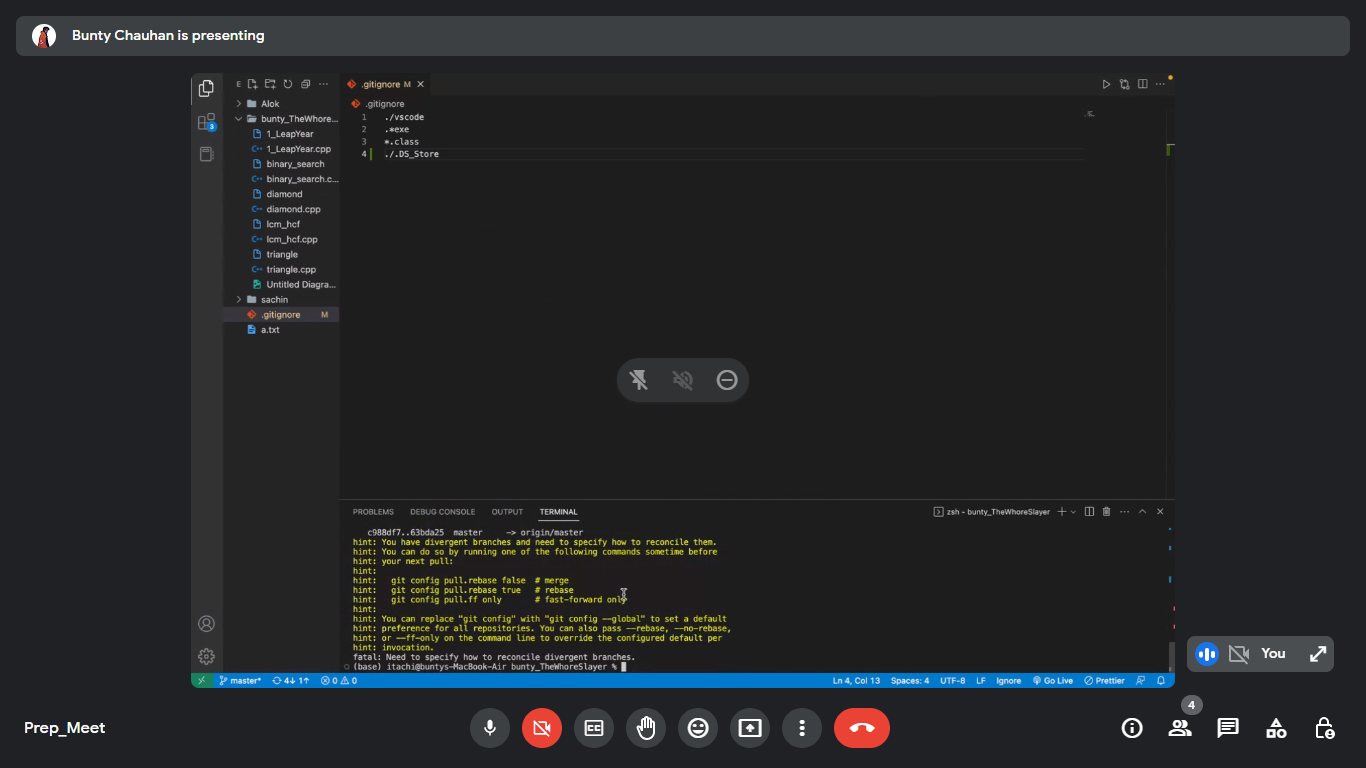 Bunty Chauhan is presenting
E
.gitignore M
Alok
bunty_TheWhore...
1_LeapYear
1_LeapYear.cpp
binary_search
binary_search.c...
diamond
diamond.cpp
lcm_hcf
lcm_hcf.cpp
triangle
triangle.cpp
Untitled Diagra...
sachin
.gitignore M
a.txt
3
.gitignore
1 ./vscode
2 .*exe
3 *.class
4 ./.DS_Store
PROBLEMS DEBUG CONSOLE OUTPUT TERMINAL
zsh - bunty_TheWhoreSlayer
c988df7..63bda25 master -> origin/master
hint: You have divergent branches and need to specify how to reconcile them.
hint: You can do so by running one of the following commands sometime before
hint: your next pull:
hint:
hint: git config pull.rebase false # merge
hint: git config pull.rebase true # rebase
hint: git config pull.ff only # fast-forward only
hint:
hint: You can replace "git config" with "git config --global" to set a default
hint: preference for all repositories. You can also pass --rebase, --no-rebase,
hint: or --ff-only on the command line to override the configured default per
hint: invocation.
fatal: Need to specify how to reconcile divergent branches.
(base) itachi@buntys-MacBook-Air bunty_TheWhoreSlayer %
master* 4↓ 1↑ 0 0
Ln 4, Col 13 Spaces: 4 UTF-8 LF Ignore Go Live Prettier
You
Prep_Meet
CC
4